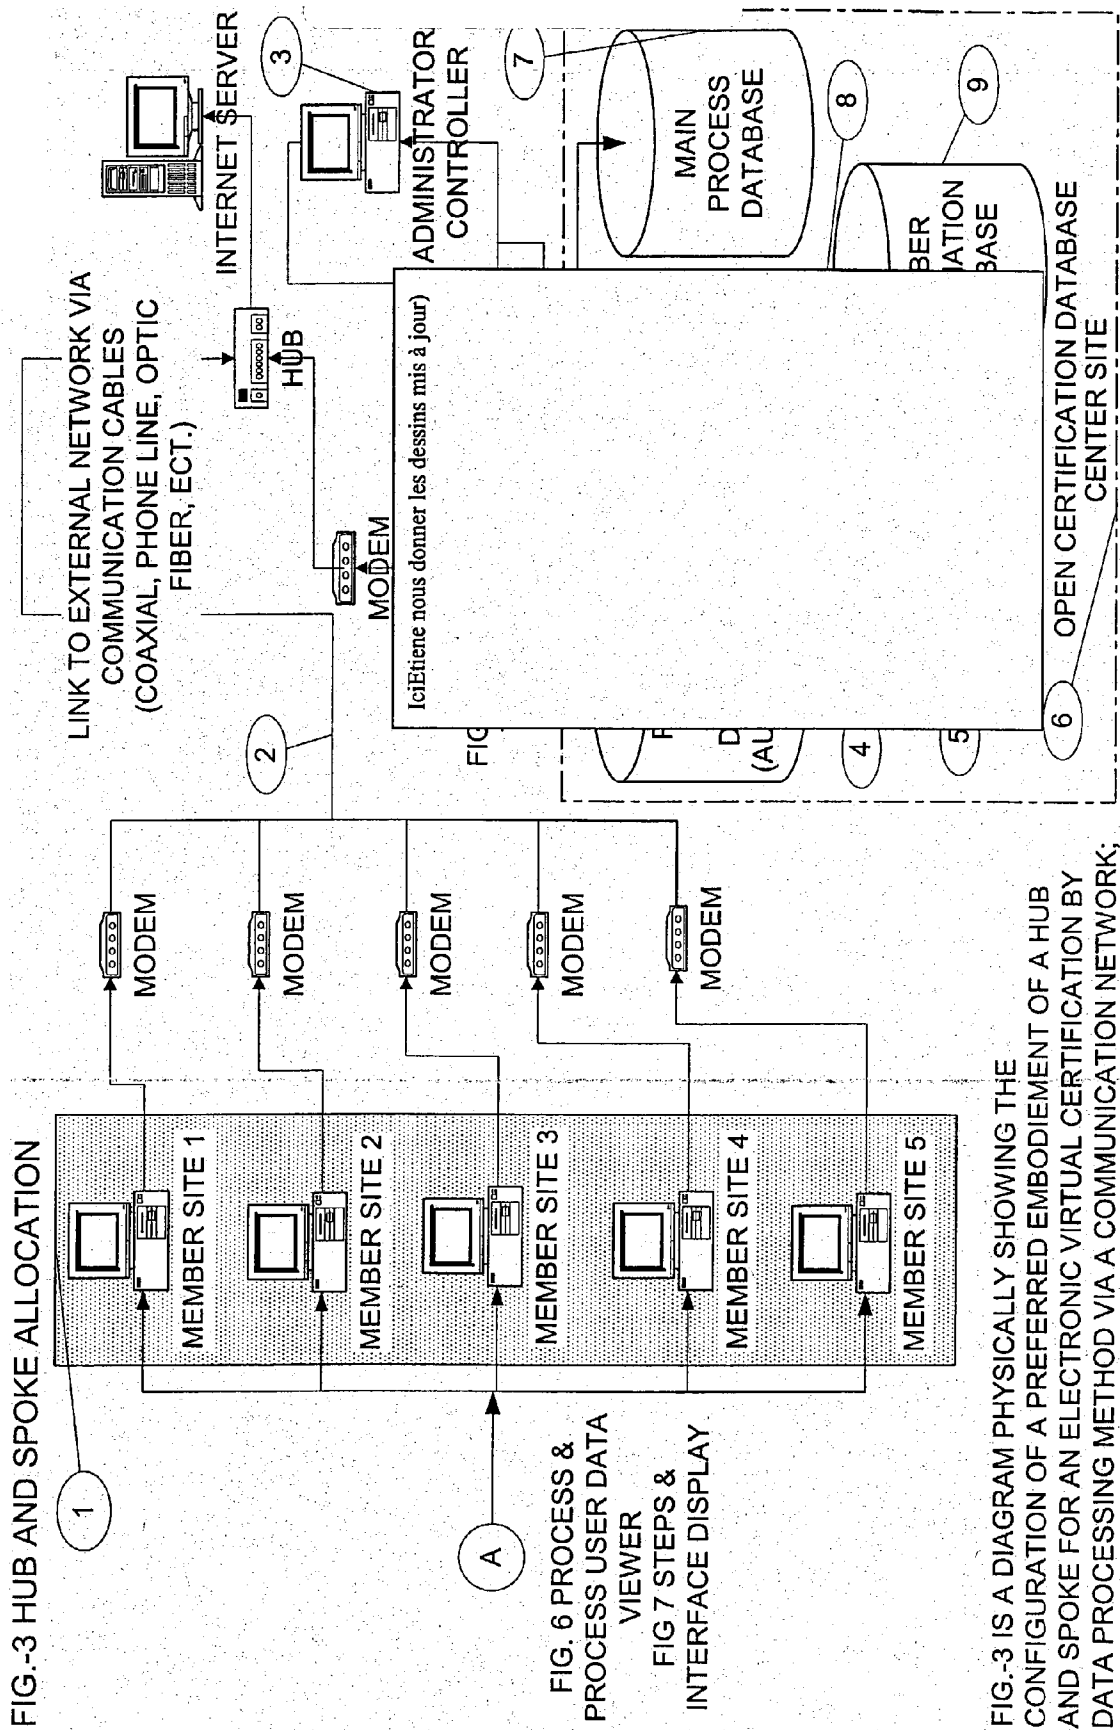 FIG.-3 HUB AND SPOKE ALLOCATION
1
MEMBER SITE 1
MEMBER SITE 2
MEMBER SITE 3
MEMBER SITE 4
MEMBER SITE 5
A
FIG. 6 PROCESS &
PROCESS USER DATA
VIEWER
FIG 7 STEPS &
INTERFACE DISPLAY
MODEM
MODEM
MODEM
MODEM
MODEM
2
LINK TO EXTERNAL NETWORK VIA
COMMUNICATION CABLES
(COAXIAL, PHONE LINE, OPTIC
FIBER, ECT.)
MODEM
HUB
INTERNET SERVER
3
ADMINISTRATOR
CONTROLLER
IciEtiene nous donner les dessins mis à jour)
FIG
D
(AU
4
5
6
7
MAIN
PROCESS
DATABASE
8
9
BER
IATION
BASE
OPEN CERTIFICATION DATABASE
CENTER SITE
FIG.-3 IS A DIAGRAM PHYSICALLY SHOWING THE
CONFIGURATION OF A PREFERRED EMBODIEMENT OF A HUB
AND SPOKE FOR AN ELECTRONIC VIRTUAL CERTIFICATION BY
DATA PROCESSING METHOD VIA A COMMUNICATION NETWORK;